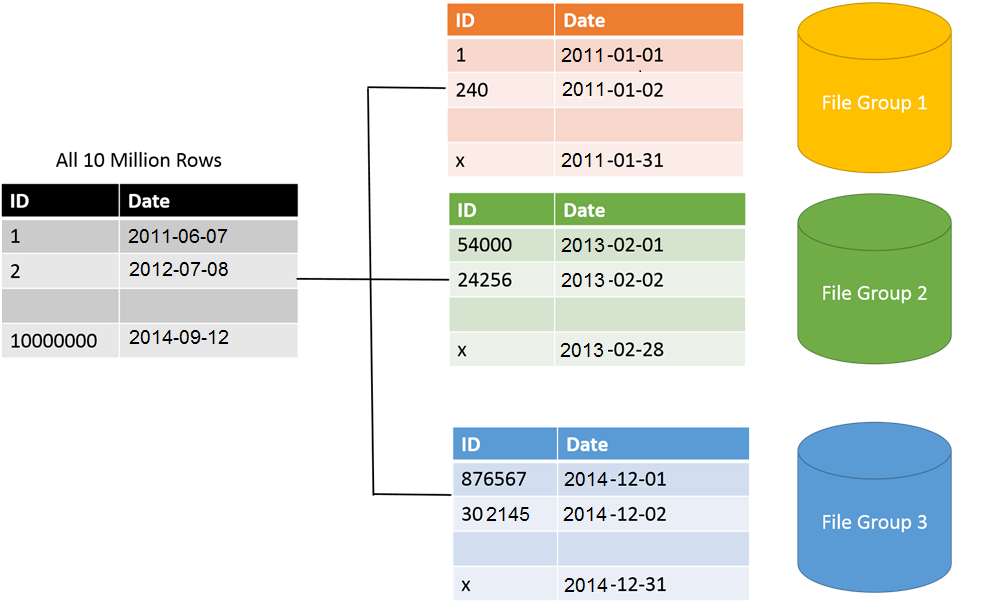 All 10 Million Rows
ID Date
1 2011-06-07
2 2012-07-08
10000000 2014-09-12
ID Date
1 2011-01-01
240 2011-01-02
x 2011-01-31
File Group 1
ID Date
54000 2013-02-01
24256 2013-02-02
x 2013-02-28
File Group 2
ID Date
876567 2014-12-01
302145 2014-12-02
x 2014-12-31
File Group 3